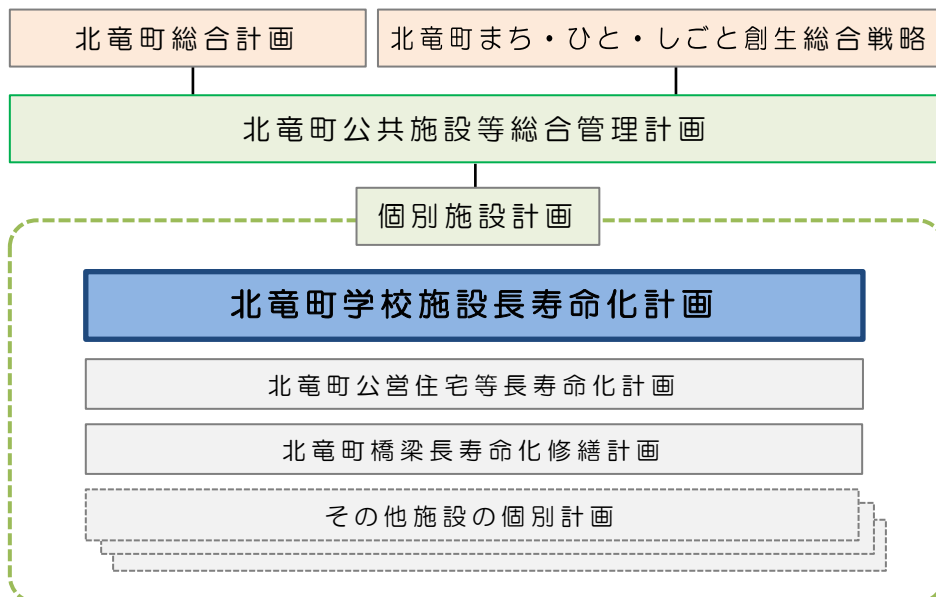 北竜町総合計画
北竜町まち・ひと・しごと創生総合戦略
北竜町公共施設等総合管理計画
個別施設計画
北竜町学校施設長寿命化計画
北竜町公営住宅等長寿命化計画
北竜町橋梁長寿命化修繕計画
その他施設の個別計画